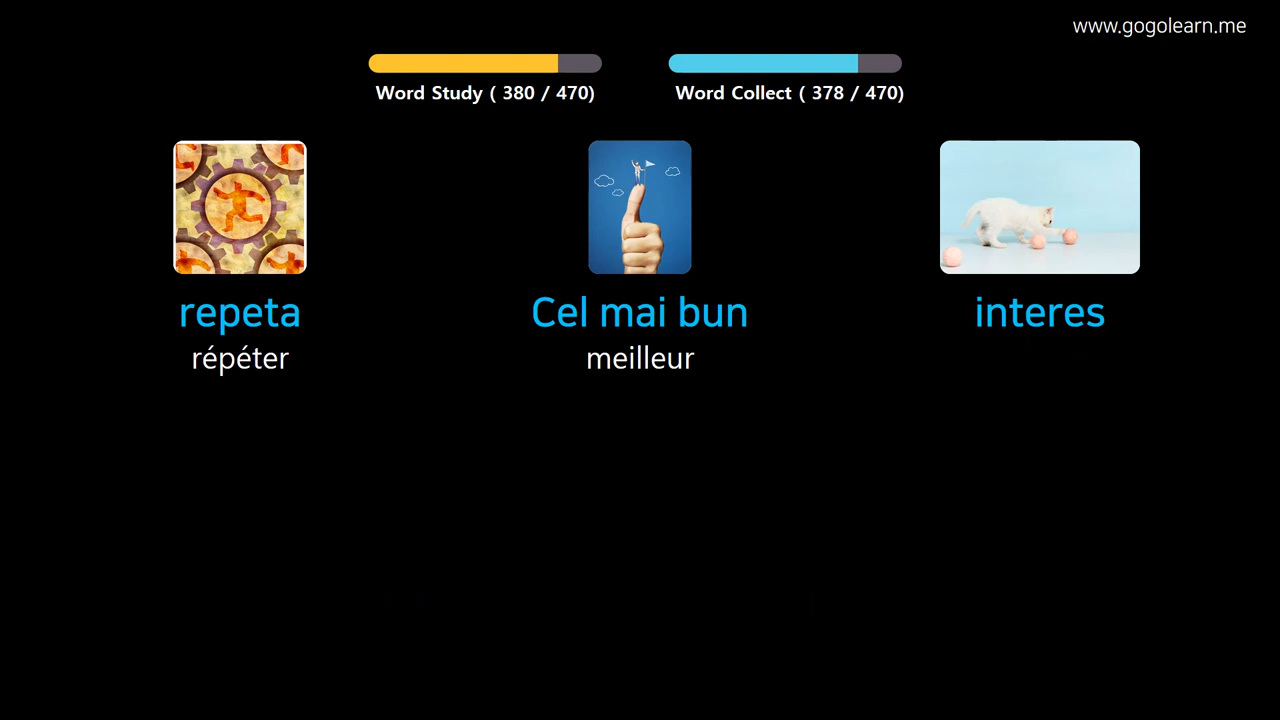 www.gogolearn.me
Word Study ( 380 / 470)
Word Collect ( 378 / 470)
repeta
répéter
Cel mai bun
meilleur
interes